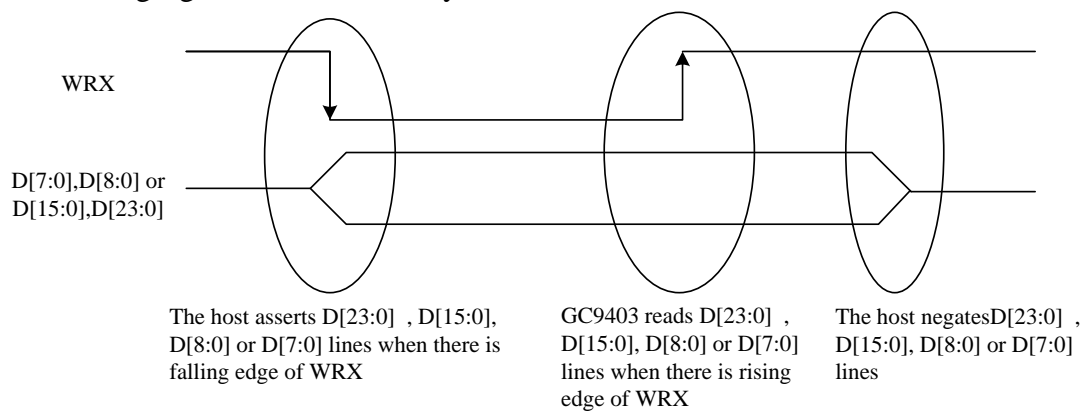 WRX
D[7:0],D[8:0] or
D[15:0],D[23:0]
The host asserts D[23:0] , D[15:0],
D[8:0] or D[7:0] lines when there is
falling edge of WRX
GC9403 reads D[23:0] ,
D[15:0], D[8:0] or D[7:0]
lines when there is rising
edge of WRX
The host negatesD[23:0] ,
D[15:0], D[8:0] or D[7:0]
lines